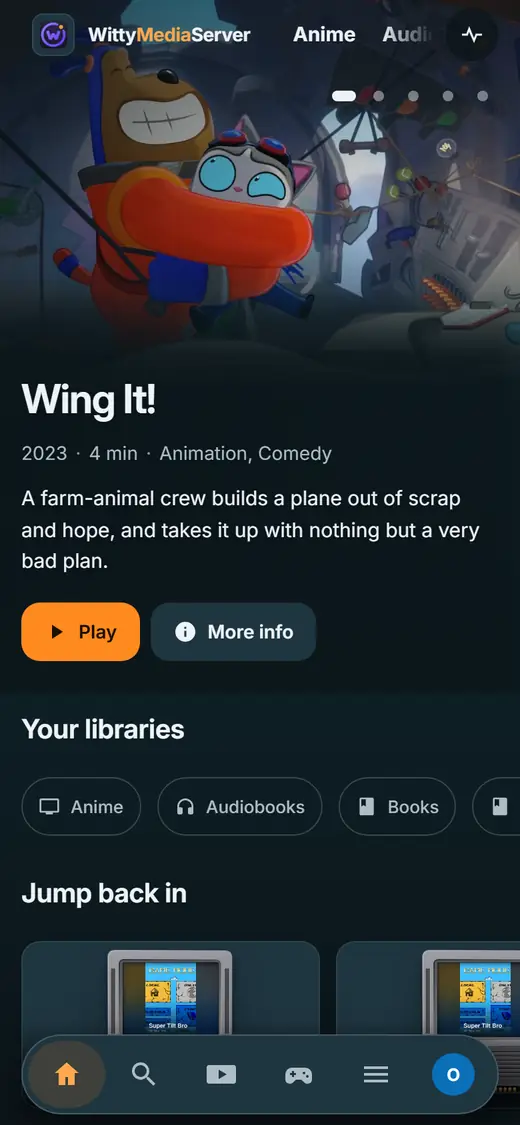 WittyMediaServer Anime Audi
Wing It!
2023 · 4 min · Animation, Comedy
A farm-animal crew builds a plane out of scrap
and hope, and takes it up with nothing but a very
bad plan.
Play More info
Your libraries
Anime Audiobooks Books
Jump back in
Super Tilt Bro Super Tilt Bro
O